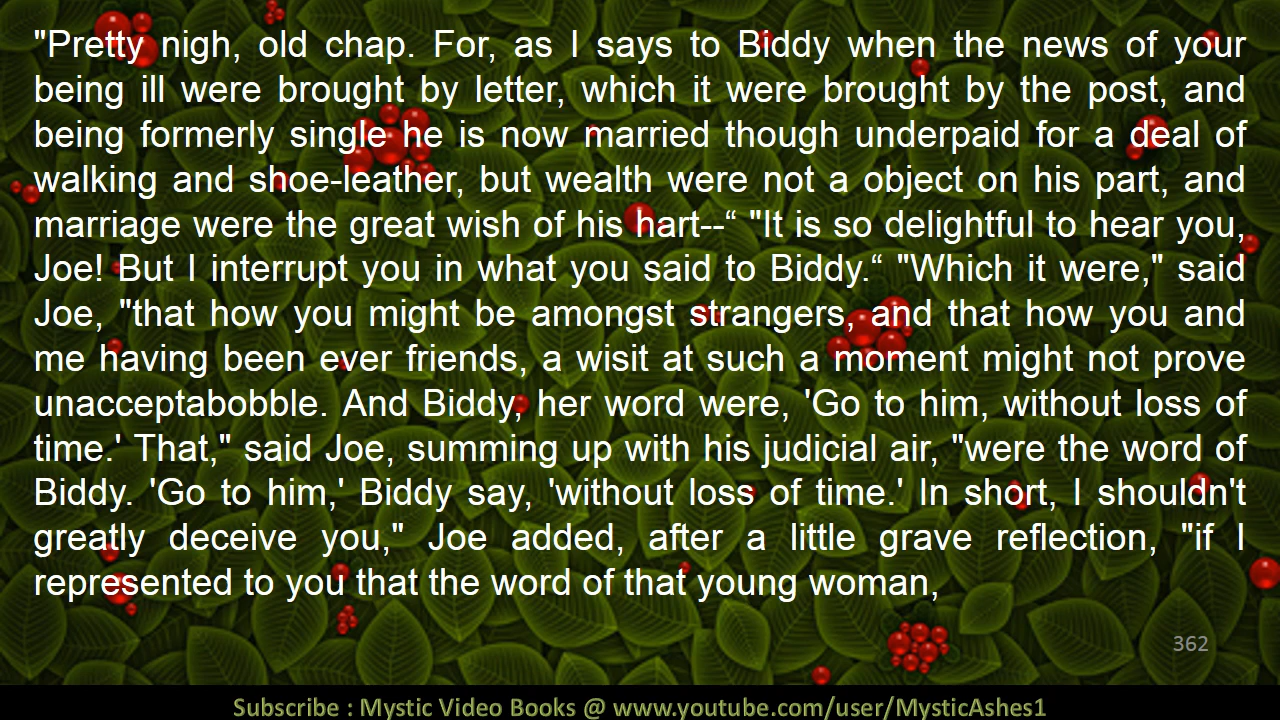 "Pretty nigh, old chap. For, as I says to Biddy when the news of your
being ill were brought by letter, which it were brought by the post, and
being formerly single he is now married though underpaid for a deal of
walking and shoe-leather, but wealth were not a object on his part, and
marriage were the great wish of his hart--“ "It is so delightful to hear you,
Joe! But I interrupt you in what you said to Biddy.“ "Which it were," said
Joe, "that how you might be amongst strangers, and that how you and
me having been ever friends, a wisit at such a moment might not prove
unacceptabobble. And Biddy, her word were, 'Go to him, without loss of
time.' That," said Joe, summing up with his judicial air, "were the word of
Biddy. 'Go to him,' Biddy say, 'without loss of time.' In short, I shouldn't
greatly deceive you," Joe added, after a little grave reflection, "if I
represented to you that the word of that young woman,
362
Subscribe : Mystic Video Books @ www.youtube.com/user/MysticAshes1